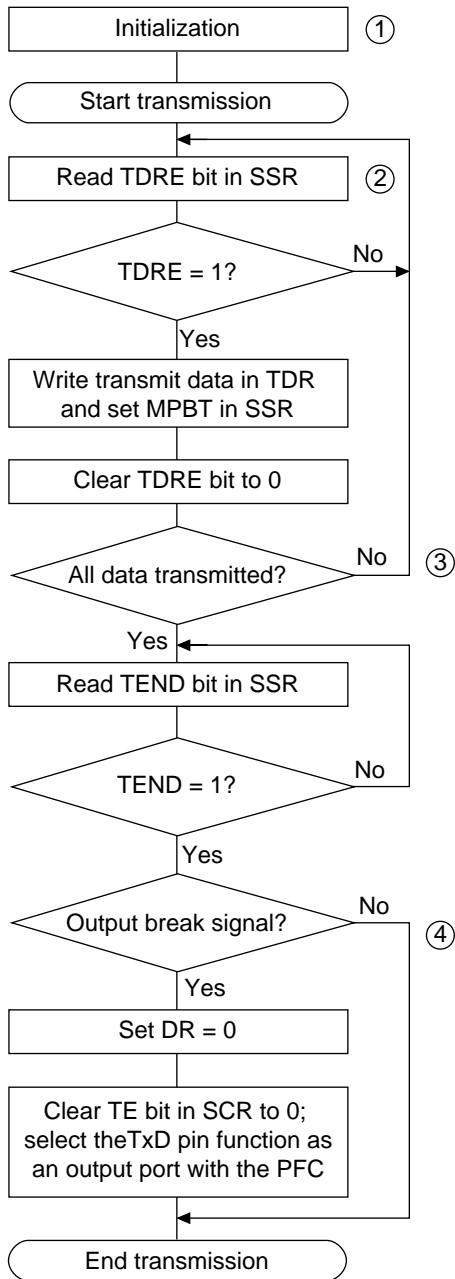 Initialization
①
Start transmission
Read TDRE bit in SSR
②
TDRE = 1?
No
Yes
Write transmit data in TDR
and set MPBT in SSR
Clear TDRE bit to 0
All data transmitted?
No
③
Yes
Read TEND bit in SSR
TEND = 1?
No
Yes
Output break signal?
No
④
Yes
Set DR = 0
Clear TE bit in SCR to 0;
select theTxD pin function as
an output port with the PFC
End transmission